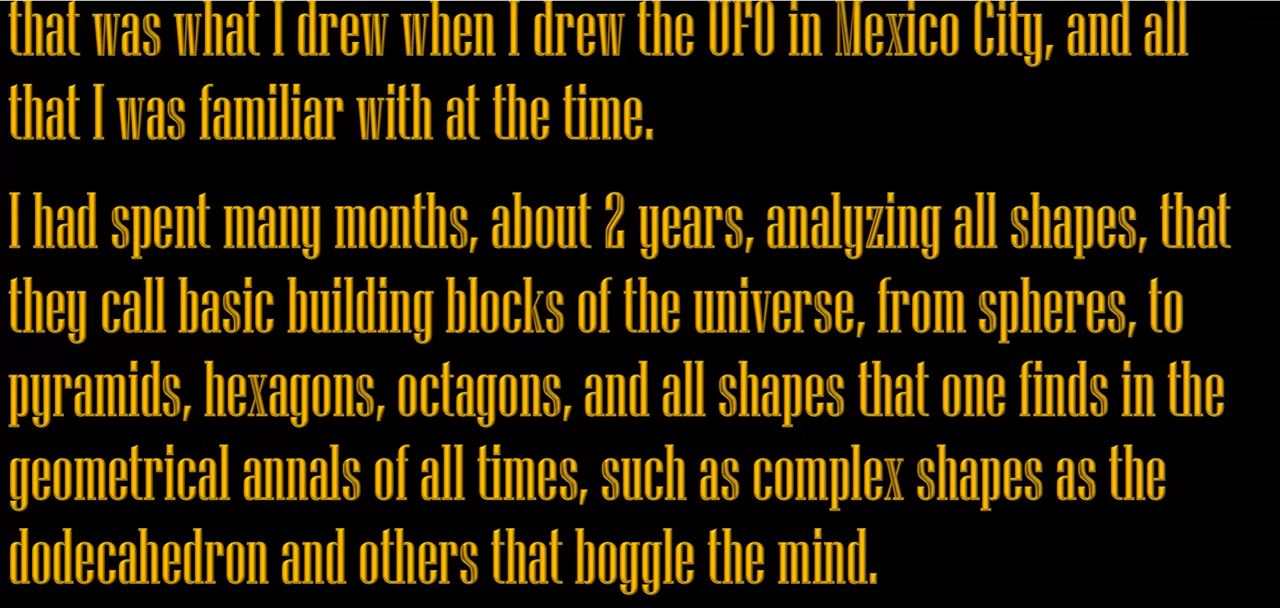 that was what I drew when I drew the UFO in Mexico City, and all
that I was familiar with at the time.
I had spent many months, about 2 years, analyzing all shapes, that
they call basic building blocks of the universe, from spheres, to
pyramids, hexagons, octagons, and all shapes that one finds in the
geometrical annals of all times, such as complex shapes as the
dodecahedron and others that boggle the mind.